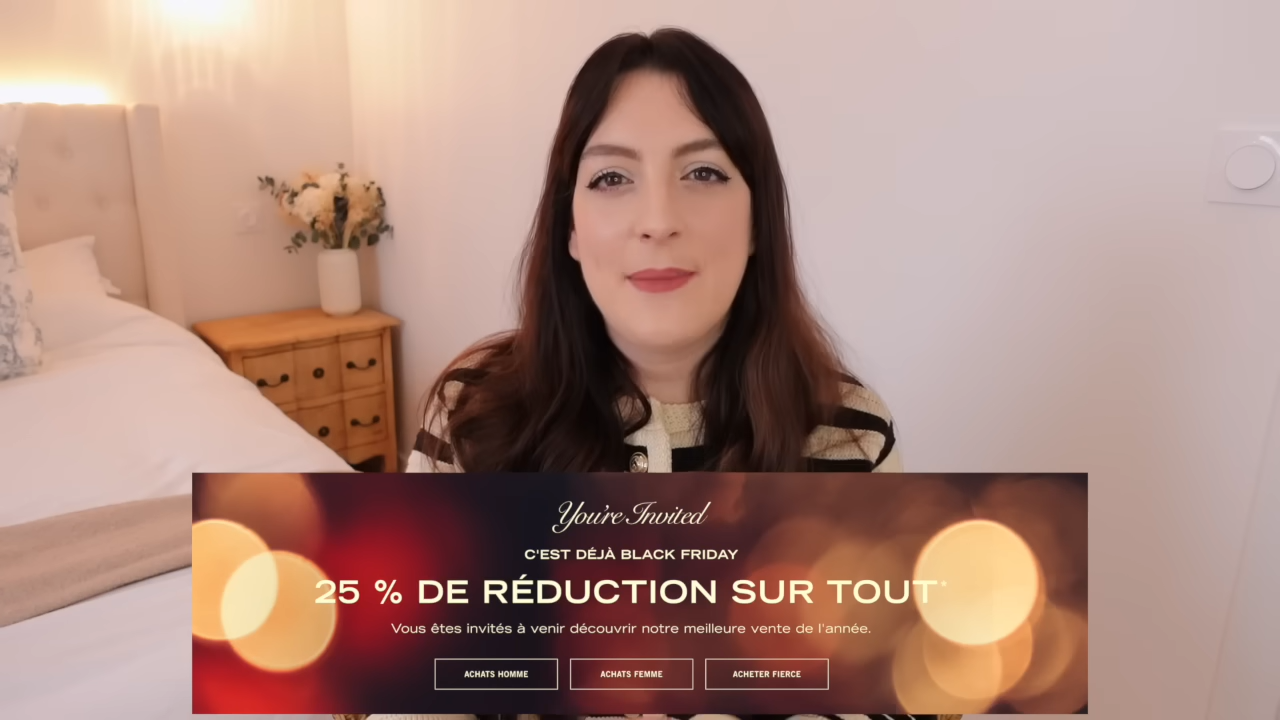 You're Invited
C'EST DÉJÀ BLACK FRIDAY
25 % DE RÉDUCTION SUR TOUT*
Vous êtes invités à venir découvrir notre meilleure vente de l'année.
ACHATS HOMME
ACHATS FEMME
ACHETER FIERCE